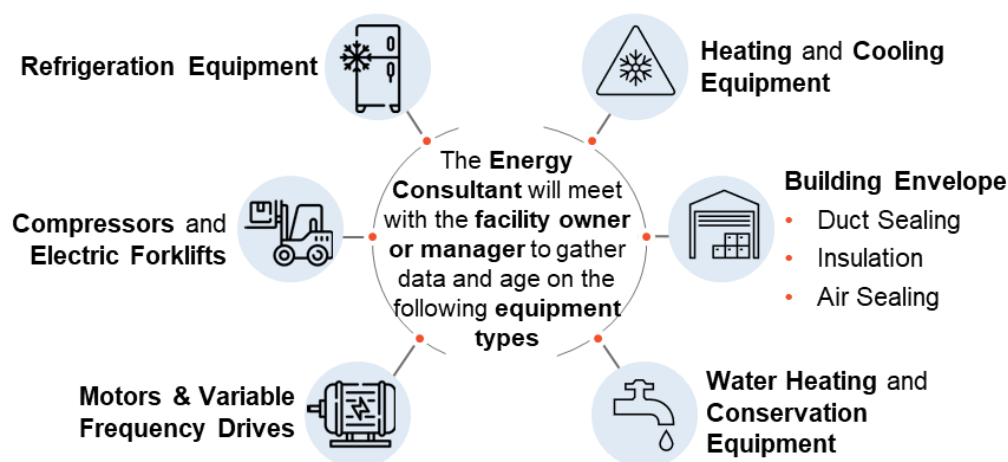 Refrigeration Equipment
Heating and Cooling
Equipment
The Energy
Consultant will meet
with the facility owner
or manager to gather
data and age on the
following equipment
types
Compressors and
Electric Forklifts
Building Envelope
• Duct Sealing
• Insulation
• Air Sealing
Motors & Variable
Frequency Drives
Water Heating and
Conservation
Equipment